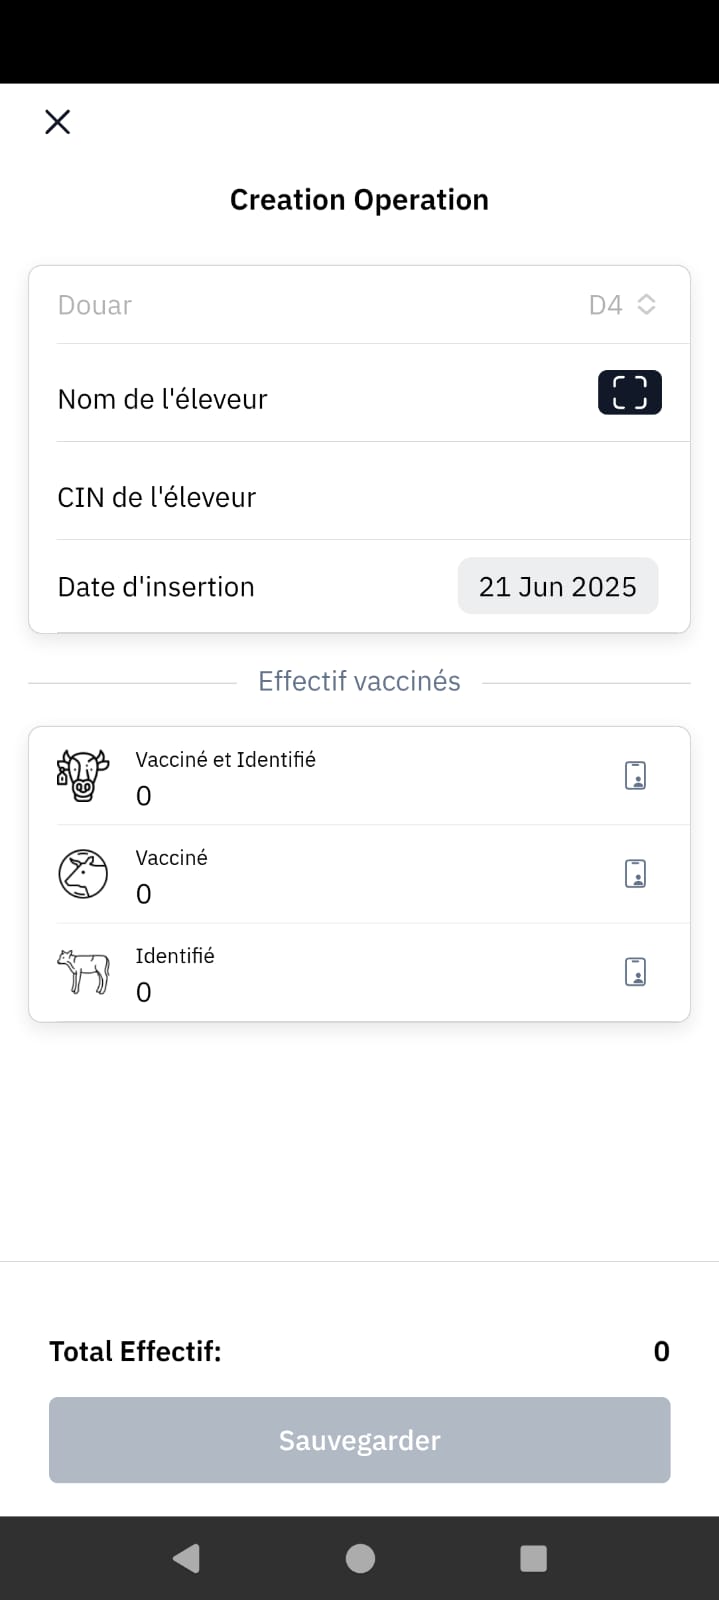 Creation Operation
Douar D4
Nom de l'éleveur
CIN de l'éleveur
Date d'insertion 21 Jun 2025
Effectif vaccinés
Vacciné et Identifié
0
Vacciné
0
Identifié
0
Total Effectif: 0
Sauvegarder